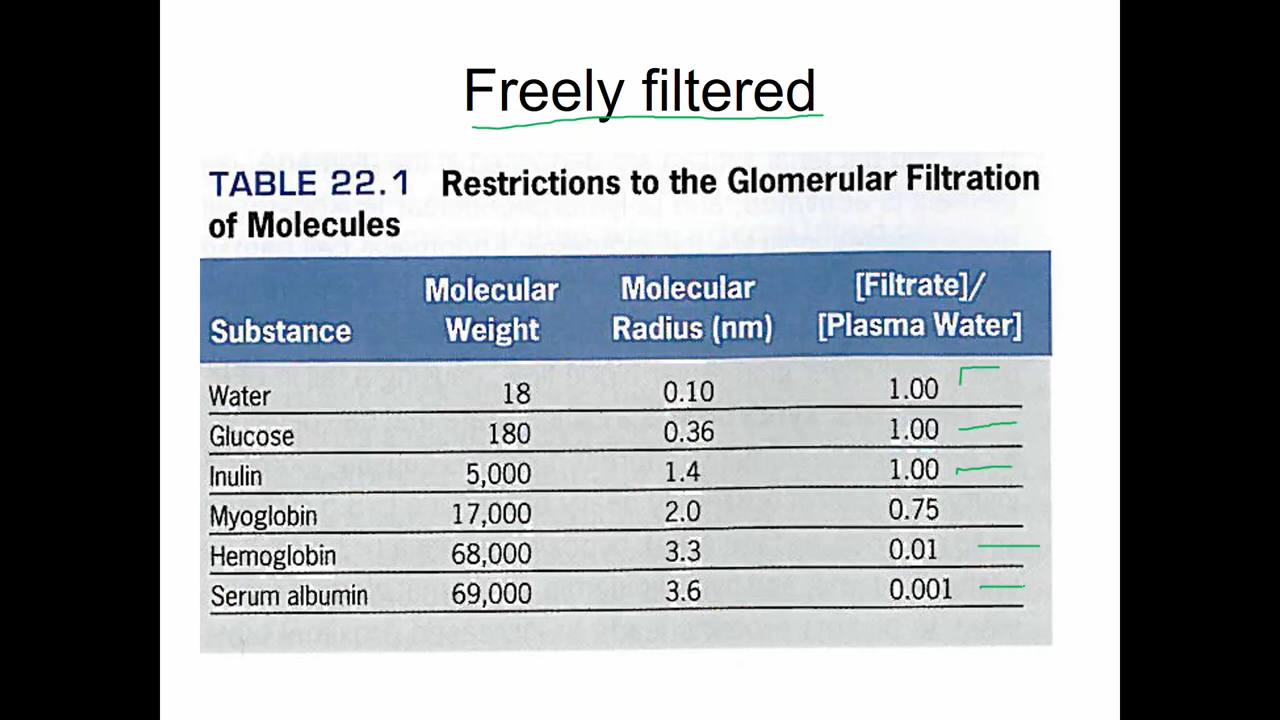 Freely filtered
TABLE 22.1 Restrictions to the Glomerular Filtration
of Molecules
Substance Molecular Weight Molecular Radius (nm) [Filtrate]/ [Plasma Water]
Water 18 0.10 1.00
Glucose 180 0.36 1.00
Inulin 5,000 1.4 1.00
Myoglobin 17,000 2.0 0.75
Hemoglobin 68,000 3.3 0.01
Serum albumin 69,000 3.6 0.001